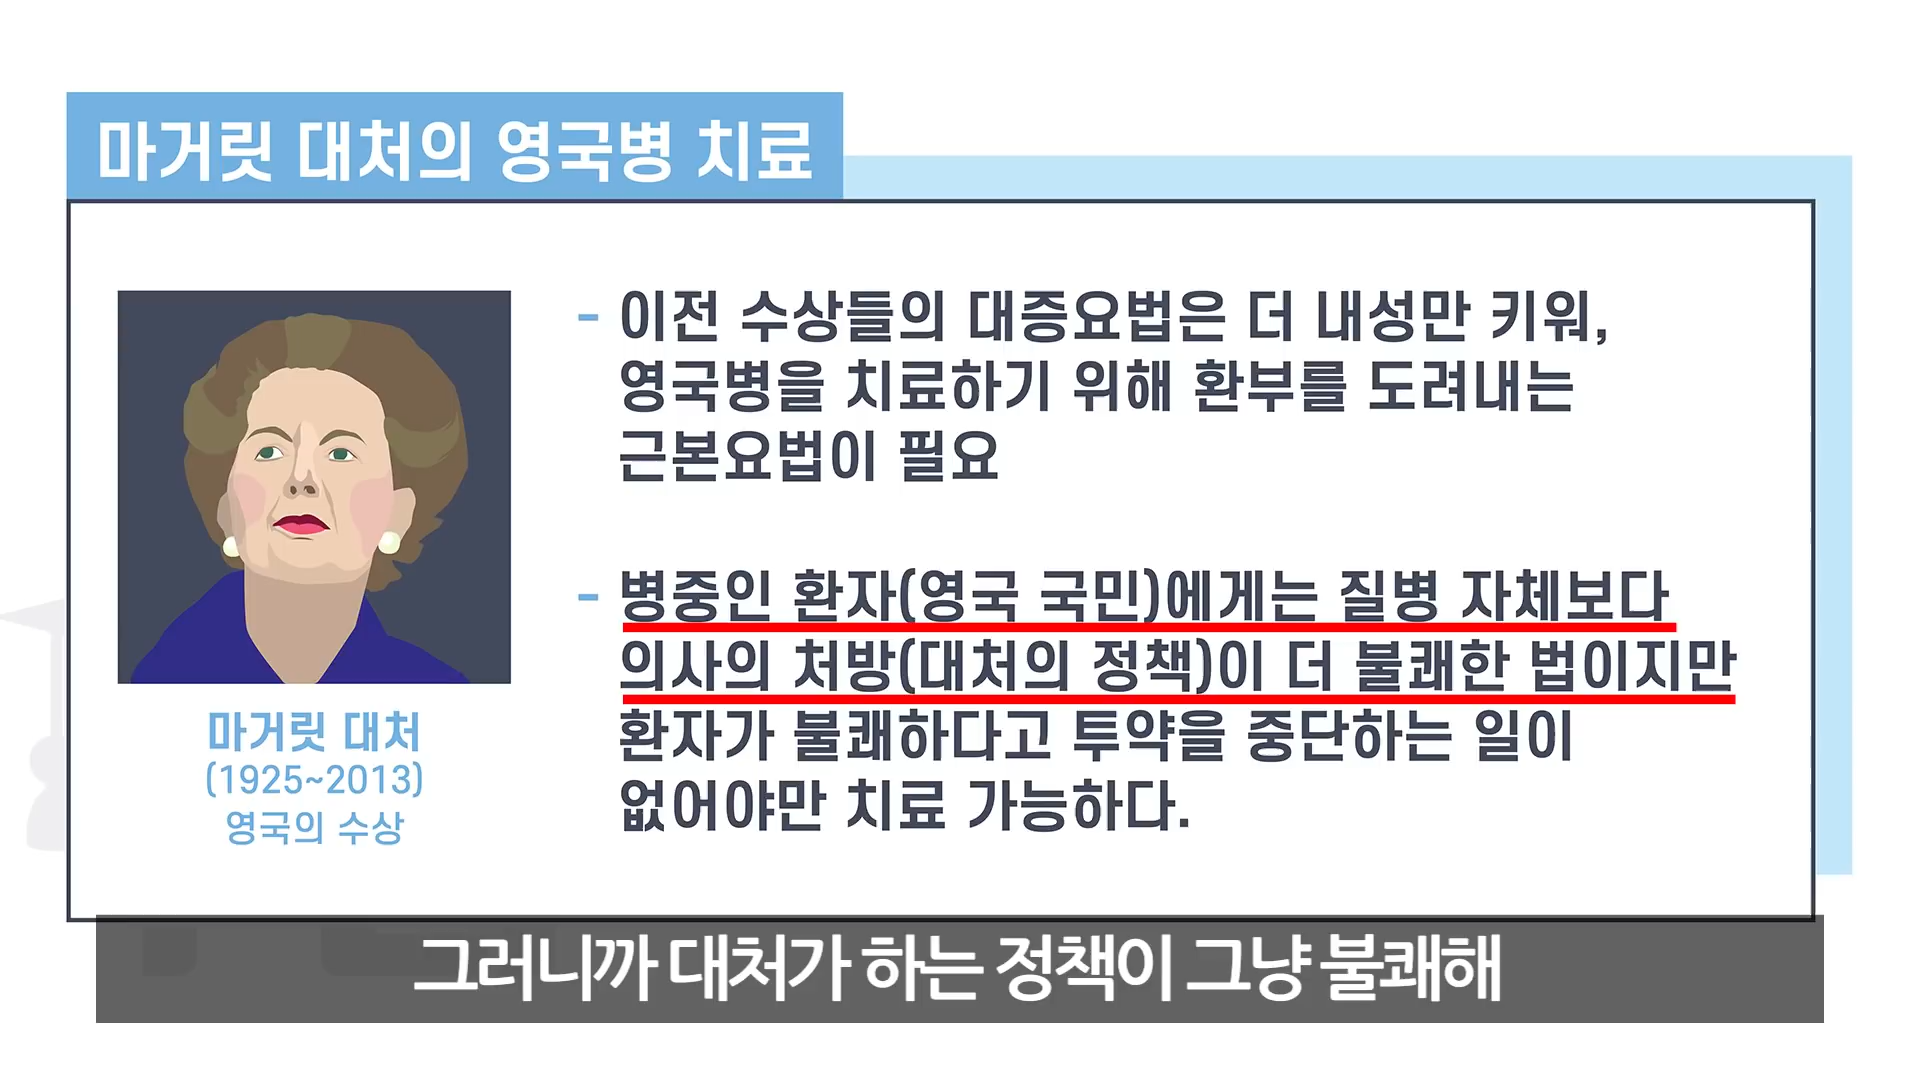 마거릿 대처의 영국병 치료
- 이전 수상들의 대증요법은 더 내성만 키워,
영국병을 치료하기 위해 환부를 도려내는
근본요법이 필요
- 병중인 환자(영국 국민)에게는 질병 자체보다
의사의 처방(대처의 정책)이 더 불쾌한 법이지만
환자가 불쾌하다고 투약을 중단하는 일이
없어야만 치료 가능하다.
마거릿 대처
(1925~2013)
영국의 수상
그러니까 대처가 하는 정책이 그냥 불쾌해